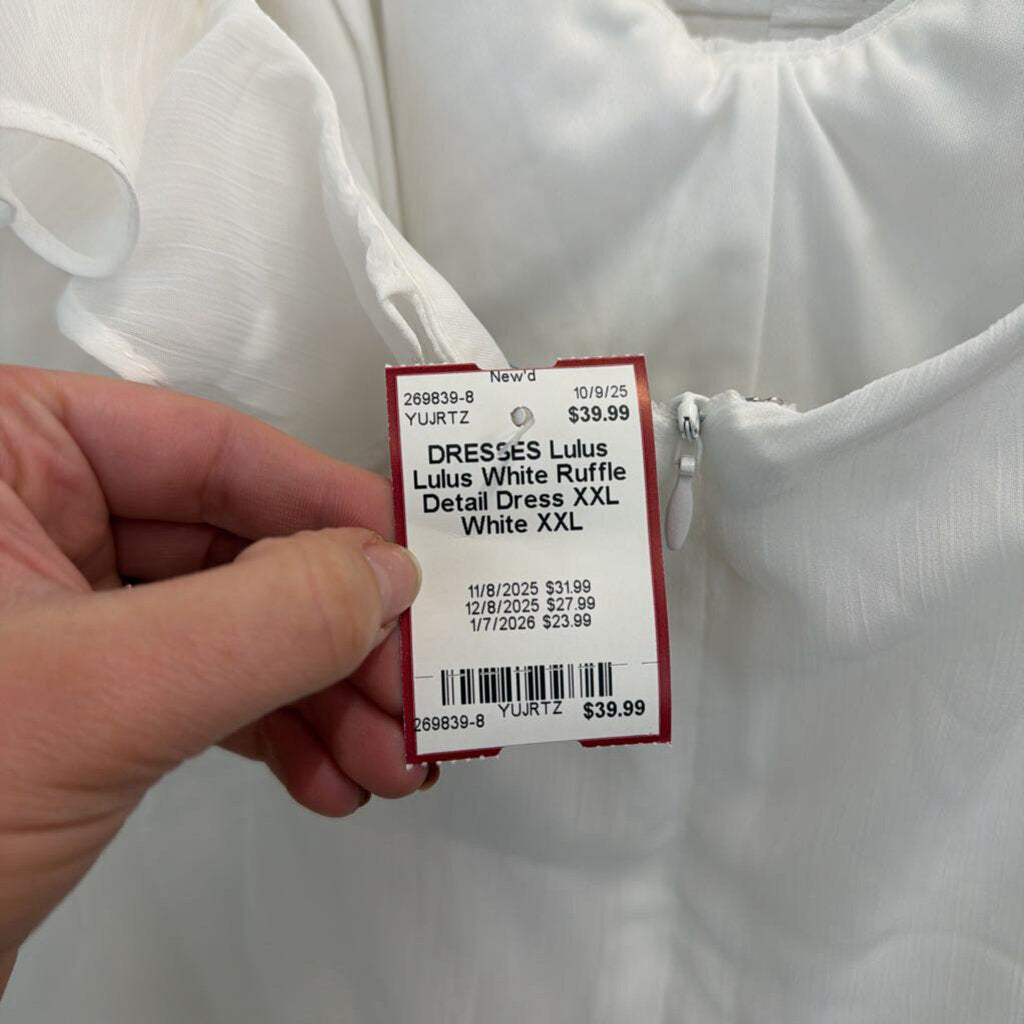 New'd
269839-8 10/9/25
YUJRTZ $39.99
DRESSES Lulus
Lulus White Ruffle
Detail Dress XXL
White XXL
11/8/2025 $31.99
12/8/2025 $27.99
1/7/2026 $23.99
269839-8 YUJRTZ $39.99